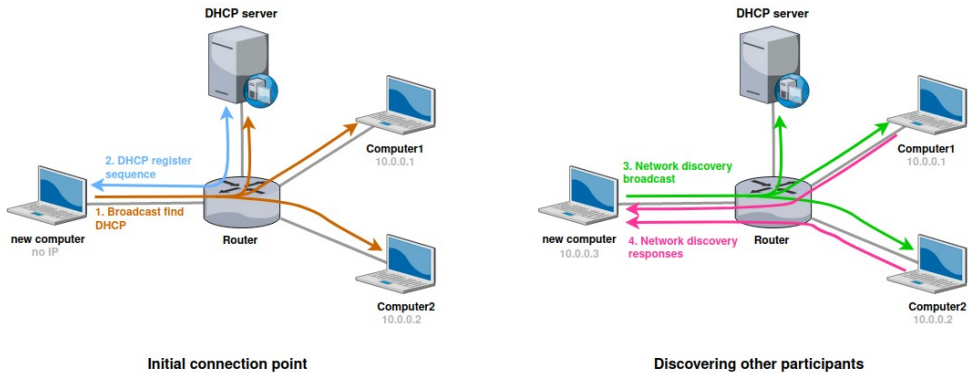 DHCP server
2. DHCP register
sequence
Computer1
10.0.0.1
1. Broadcast find
DHCP
new computer
no IP
Router
Computer2
10.0.0.2
Initial connection point
DHCP server
3. Network discovery
broadcast
Computer1
10.0.0.1
new computer
10.0.0.3
4. Network discovery
responses
Router
Computer2
10.0.0.2
Discovering other participants